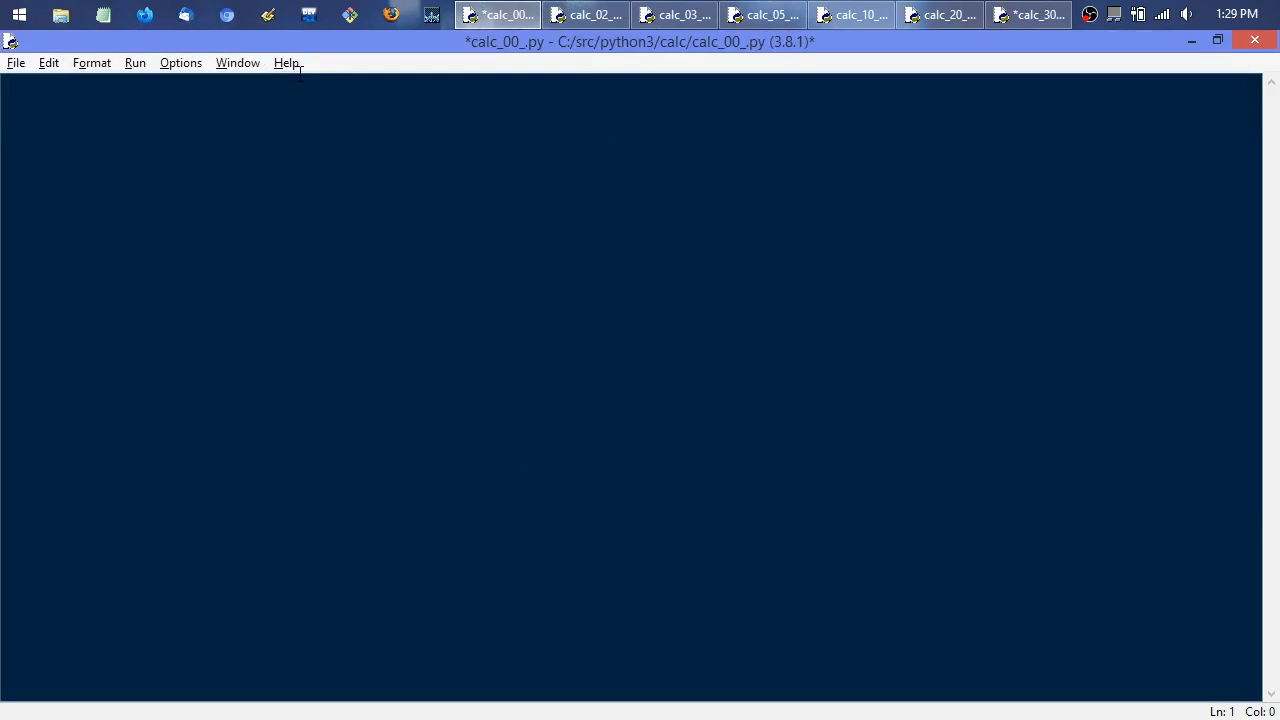 *calc_00... calc_02_... calc_03_... calc_05_... calc_10_... calc_20_... *calc_30... 1:29 PM
*calc_00_.py - C:/src/python3/calc/calc_00_.py (3.8.1)*
File Edit Format Run Options Window Help
Ln: 1 Col: 0